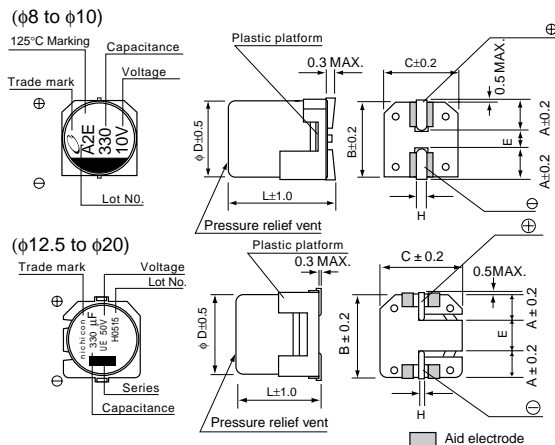 (φ8 to φ10)
125°C Marking
Capacitance
Trade mark
Voltage
⊕
⊖
A2E
330
10V
Lot N0.
Plastic platform
0.3 MAX.
φ D±0.5
L±1.0
Pressure relief vent
C±0.2
0.5 MAX.
⊕
B±0.2
A±0.2
E
A±0.2
H
⊖
(φ12.5 to φ20)
Trade mark
Voltage
Lot No.
⊕
⊖
nichicon
330 µF
UE 50V
H0515
Series
Capacitance
Plastic platform
0.3 MAX.
φ D±0.5
L±1.0
Pressure relief vent
C ± 0.2
0.5MAX.
⊕
B ± 0.2
A ± 0.2
E
A ± 0.2
H
⊖
Aid electrode